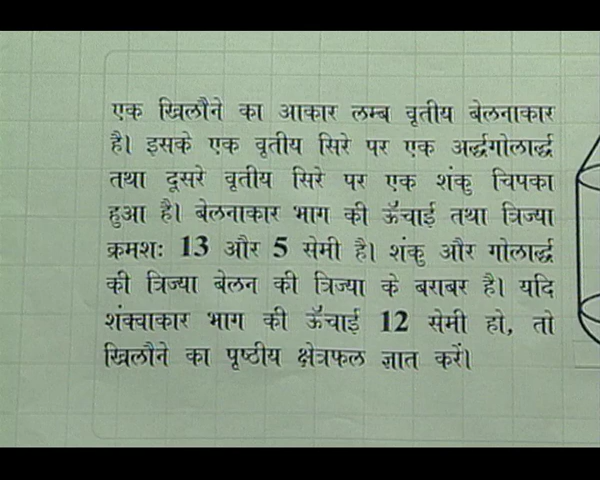 एक खिलौने का आकार लम्ब वृतीय बेलनाकार
है। इसके एक वृतीय सिरे पर एक अर्द्धगोलार्द्ध
तथा दूसरे वृतीय सिरे पर एक शंकु चिपका
हुआ है। बेलनाकार भाग की ऊँचाई तथा त्रिज्या
क्रमशः 13 और 5 सेमी है। शंकु और गोलार्द्ध
की त्रिज्या बेलन की त्रिज्या के बराबर है। यदि
शंक्वाकार भाग की ऊँचाई 12 सेमी हो, तो
खिलौने का पृष्ठीय क्षेत्रफल ज्ञात करें।